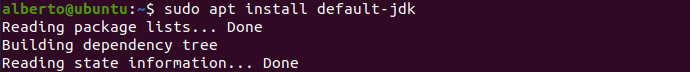 alberto@ubuntu:~$ sudo apt install default-jdk
Reading package lists... Done
Building dependency tree
Reading state information... Done